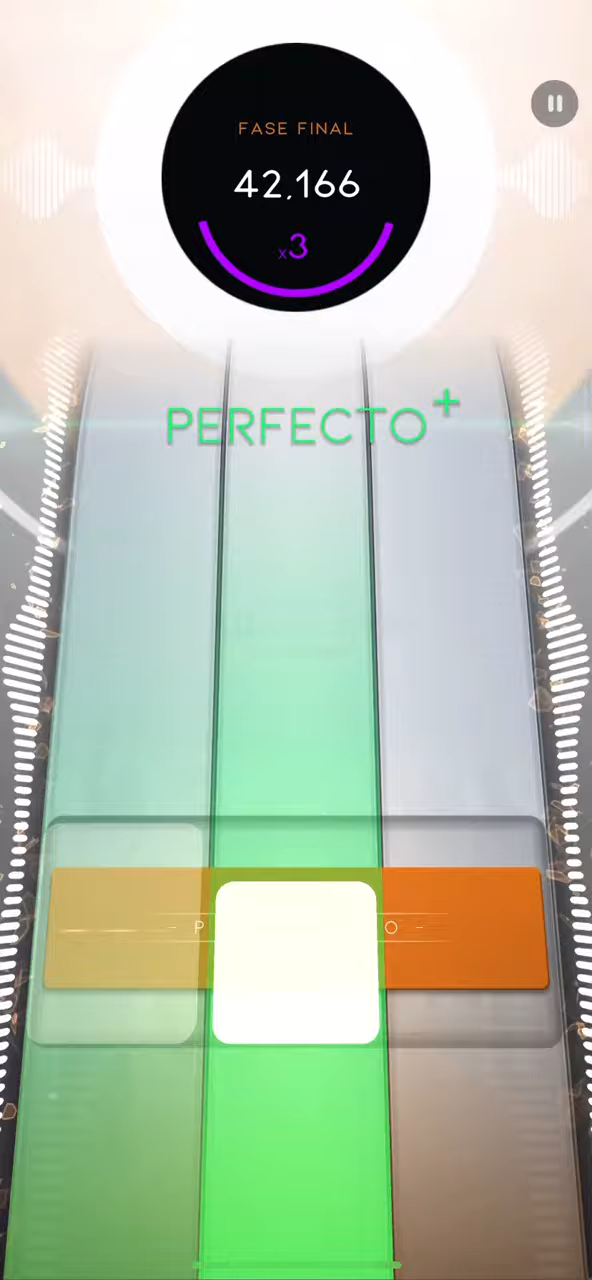 FASE FINAL
42,166
x3
PERFECTO+
- P O -